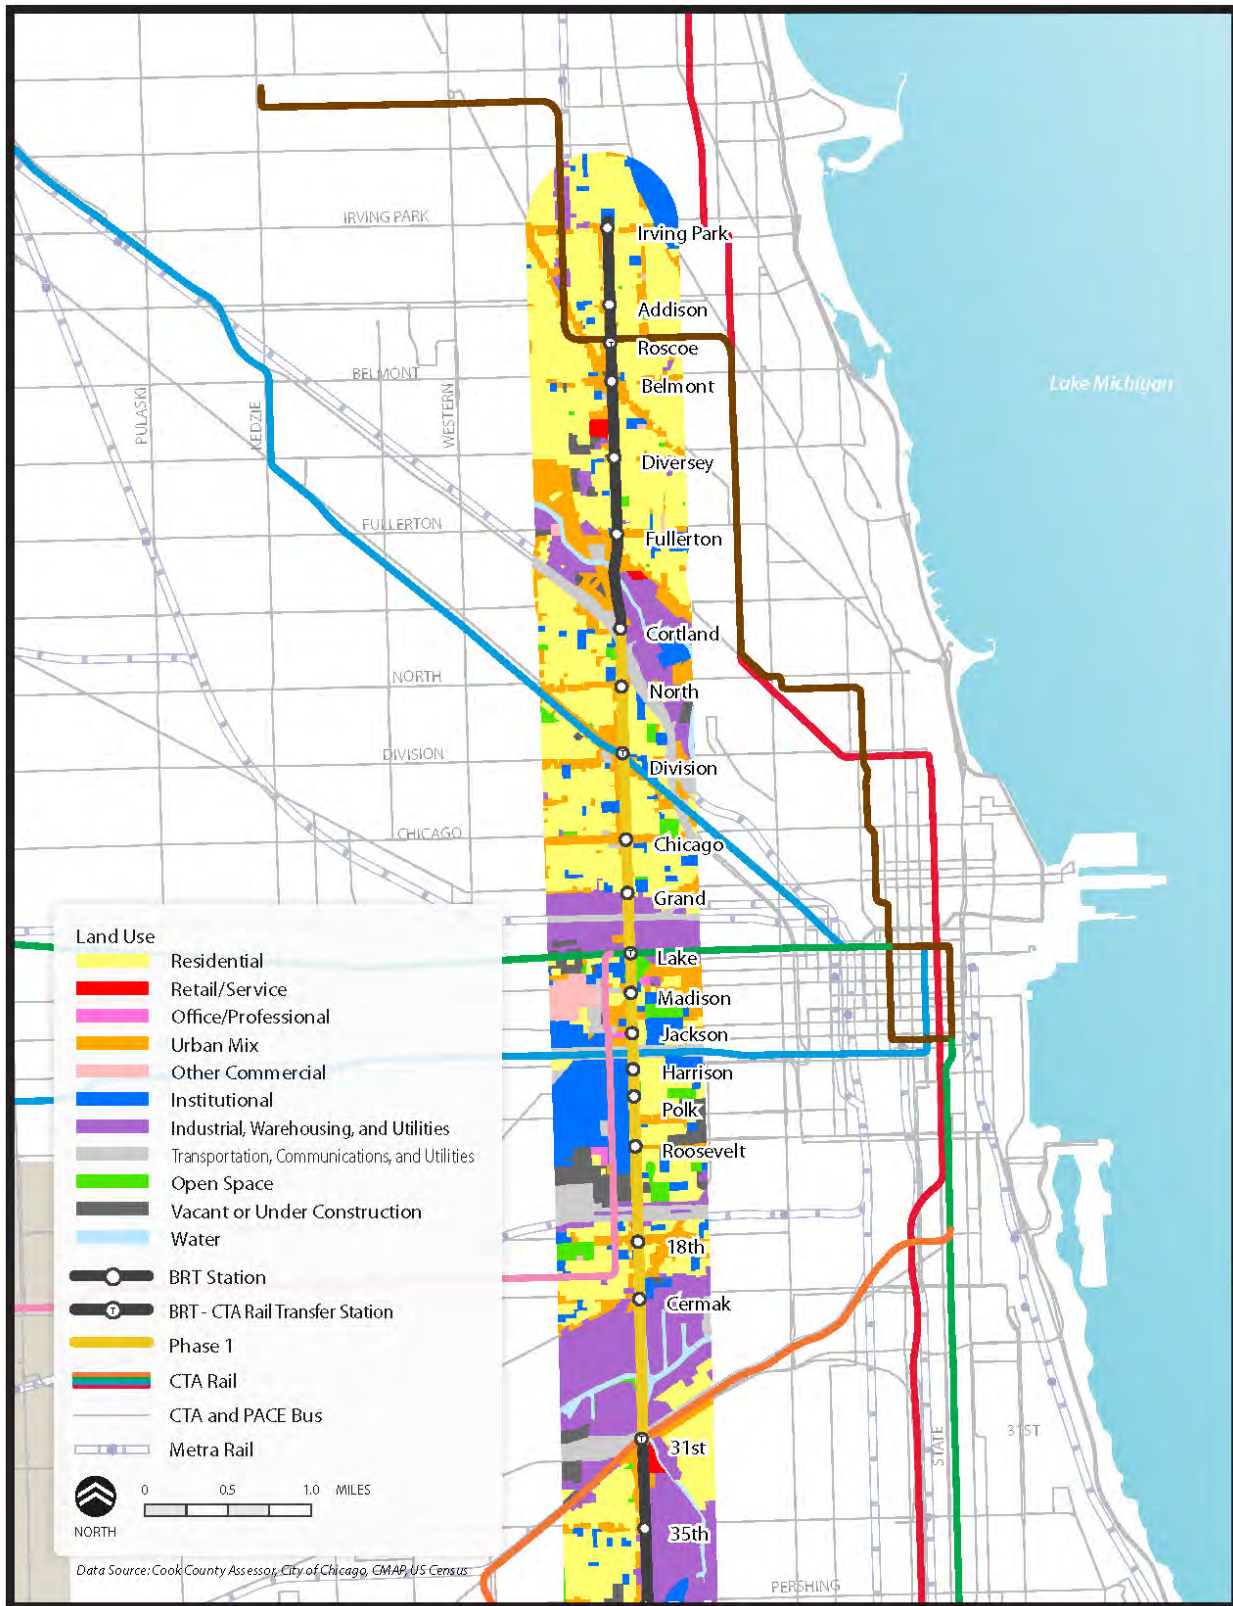 IRVING PARK
Irving Park
Addison
Roscoe
BELMONT
Belmont
Lake Michigan
PULASKI
KEDZIE
WESTERN
Diversey
FULLERTON
Fullerton
Cortland
NORTH
North
DIVISION
Division
CHICAGO
Chicago
Grand
Lake
Madison
Jackson
Harrison
Polk
Roosevelt
18th
Cermak
31st
31ST
STATE
35th
PERSHING
Land Use
Residential
Retail/Service
Office/Professional
Urban Mix
Other Commercial
Institutional
Industrial, Warehousing, and Utilities
Transportation, Communications, and Utilities
Open Space
Vacant or Under Construction
Water
BRT Station
T BRT - CTA Rail Transfer Station
Phase 1
CTA Rail
CTA and PACE Bus
Metra Rail
0 0.5 1.0 MILES
NORTH
Data Source: Cook County Assessor, City of Chicago, CMAP, US Census